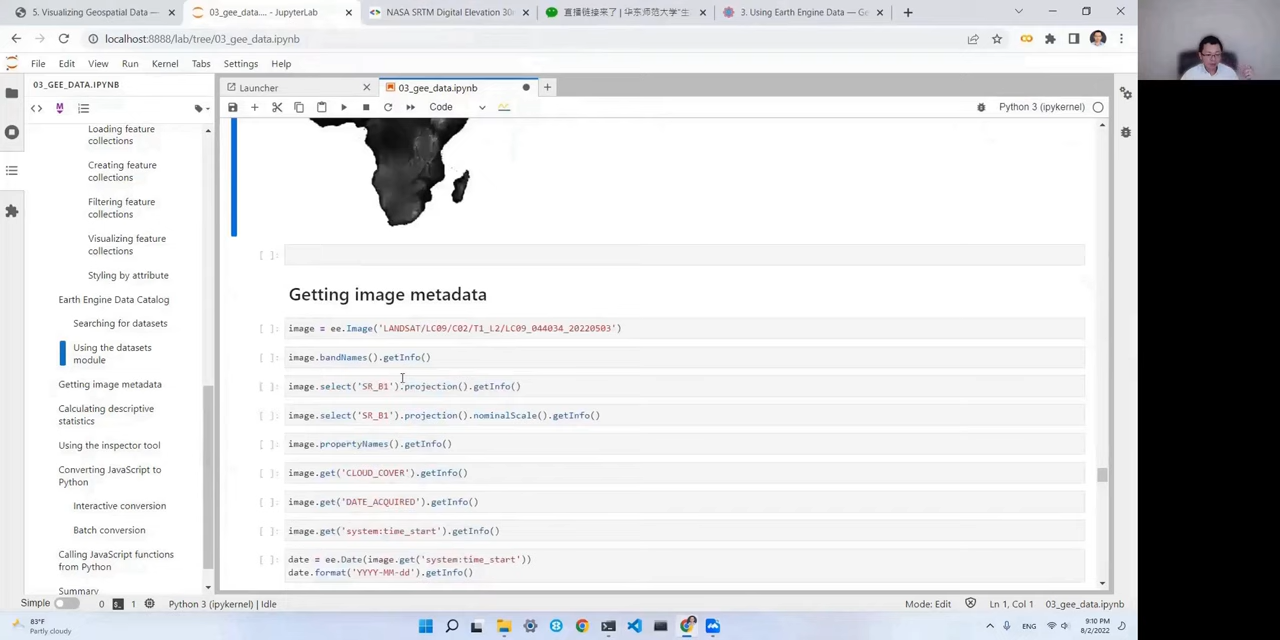 5. Visualizing Geospatial Data —
03_gee_data.... - JupyterLab
NASA SRTM Digital Elevation 30m
直播链接来了 | 华东师范大学"生
3. Using Earth Engine Data — Ge
localhost:8888/lab/tree/03_gee_data.ipynb
File Edit View Run Kernel Tabs Settings Help
03_GEE_DATA.IPYNB
Launcher
03_gee_data.ipynb
Code
Python 3 (ipykernel)
Loading feature
collections
Creating feature
collections
Filtering feature
collections
Visualizing feature
collections
Styling by attribute
Earth Engine Data Catalog
Searching for datasets
Using the datasets
module
Getting image metadata
Calculating descriptive
statistics
Using the inspector tool
Converting JavaScript to
Python
Interactive conversion
Batch conversion
Calling JavaScript functions
from Python
Summary
[ ]:
Getting image metadata
[ ]: image = ee.Image('LANDSAT/LC09/C02/T1_L2/LC09_044034_20220503')
[ ]: image.bandNames().getInfo()
[ ]: image.select('SR_B1').projection().getInfo()
[ ]: image.select('SR_B1').projection().nominalScale().getInfo()
[ ]: image.propertyNames().getInfo()
[ ]: image.get('CLOUD_COVER').getInfo()
[ ]: image.get('DATE_ACQUIRED').getInfo()
[ ]: image.get('system:time_start').getInfo()
[ ]: date = ee.Date(image.get('system:time_start'))
date.format('YYYY-MM-dd').getInfo()
Simple 0 1 Python 3 (ipykernel) | Idle
Mode: Edit Ln 1, Col 1 03_gee_data.ipynb
83°F
Partly cloudy
ENG
9:10 PM
8/2/2022